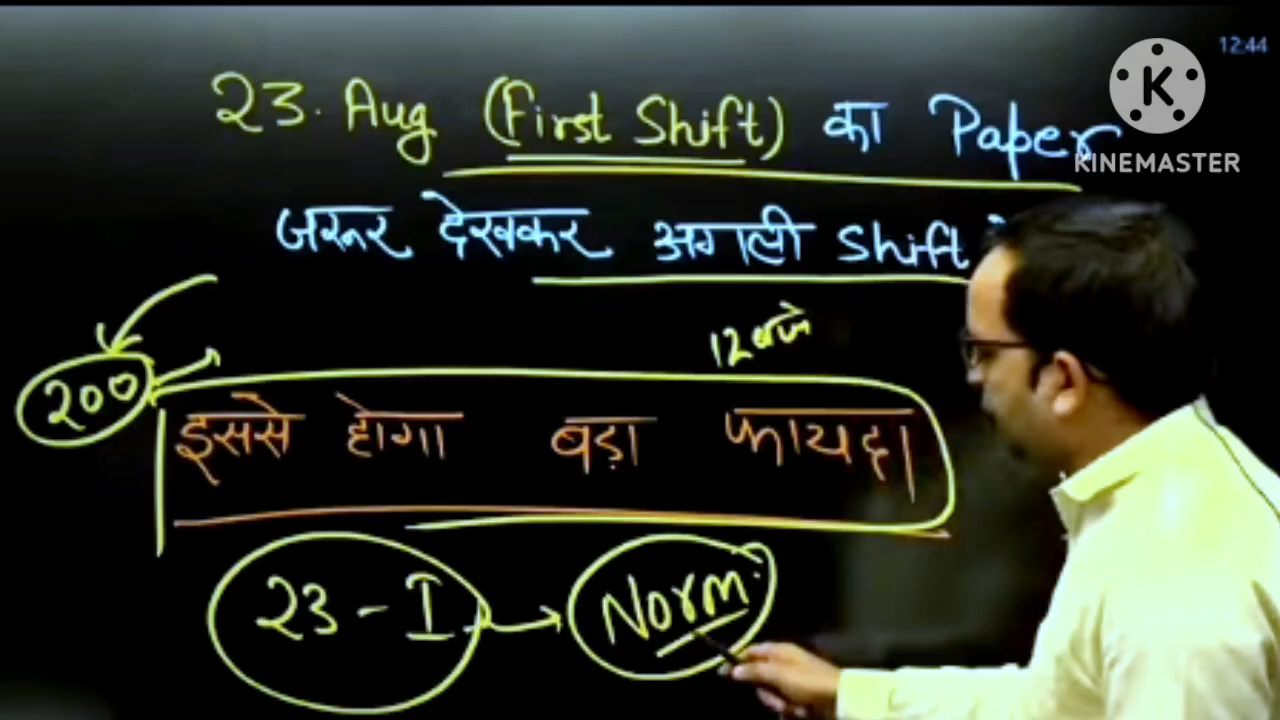 12:44
K
KINEMASTER
23. Aug (First Shift) का Paper
जरूर देखकर अगली Shift
12 बजे
200
इससे होगा बड़ा फायदा
23 - I → Norm.